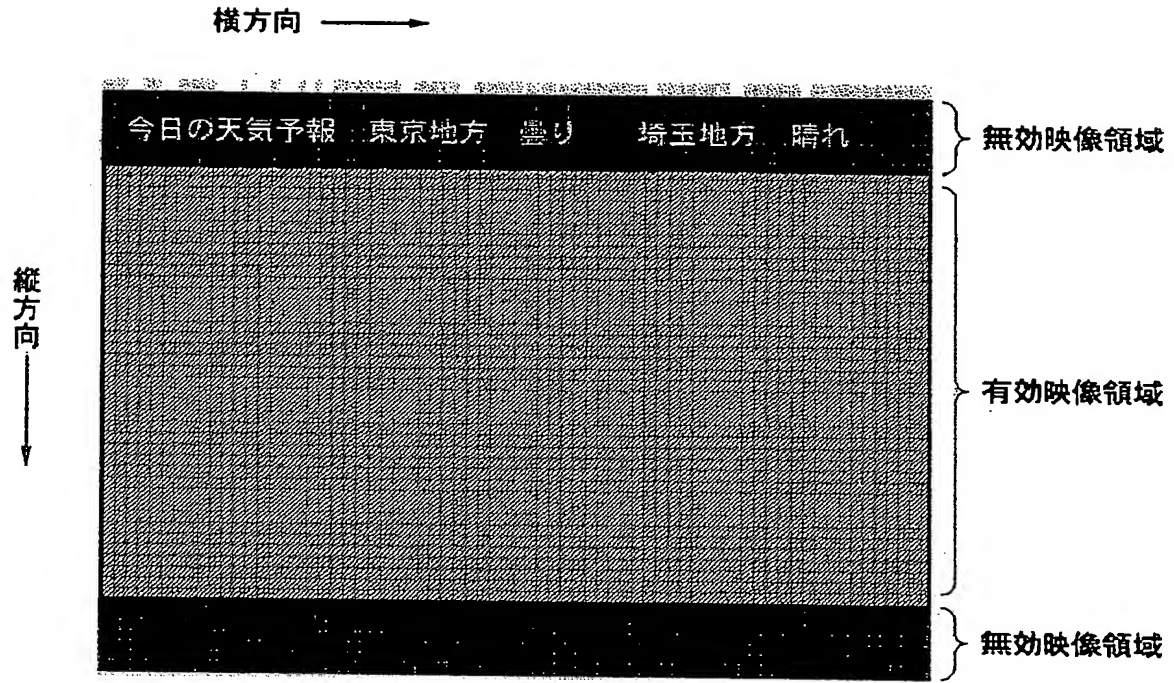 横方向
今日の天気予報 東京地方 曇り 埼玉地方 晴れ
無効映像領域
縦方向
有効映像領域
無効映像領域